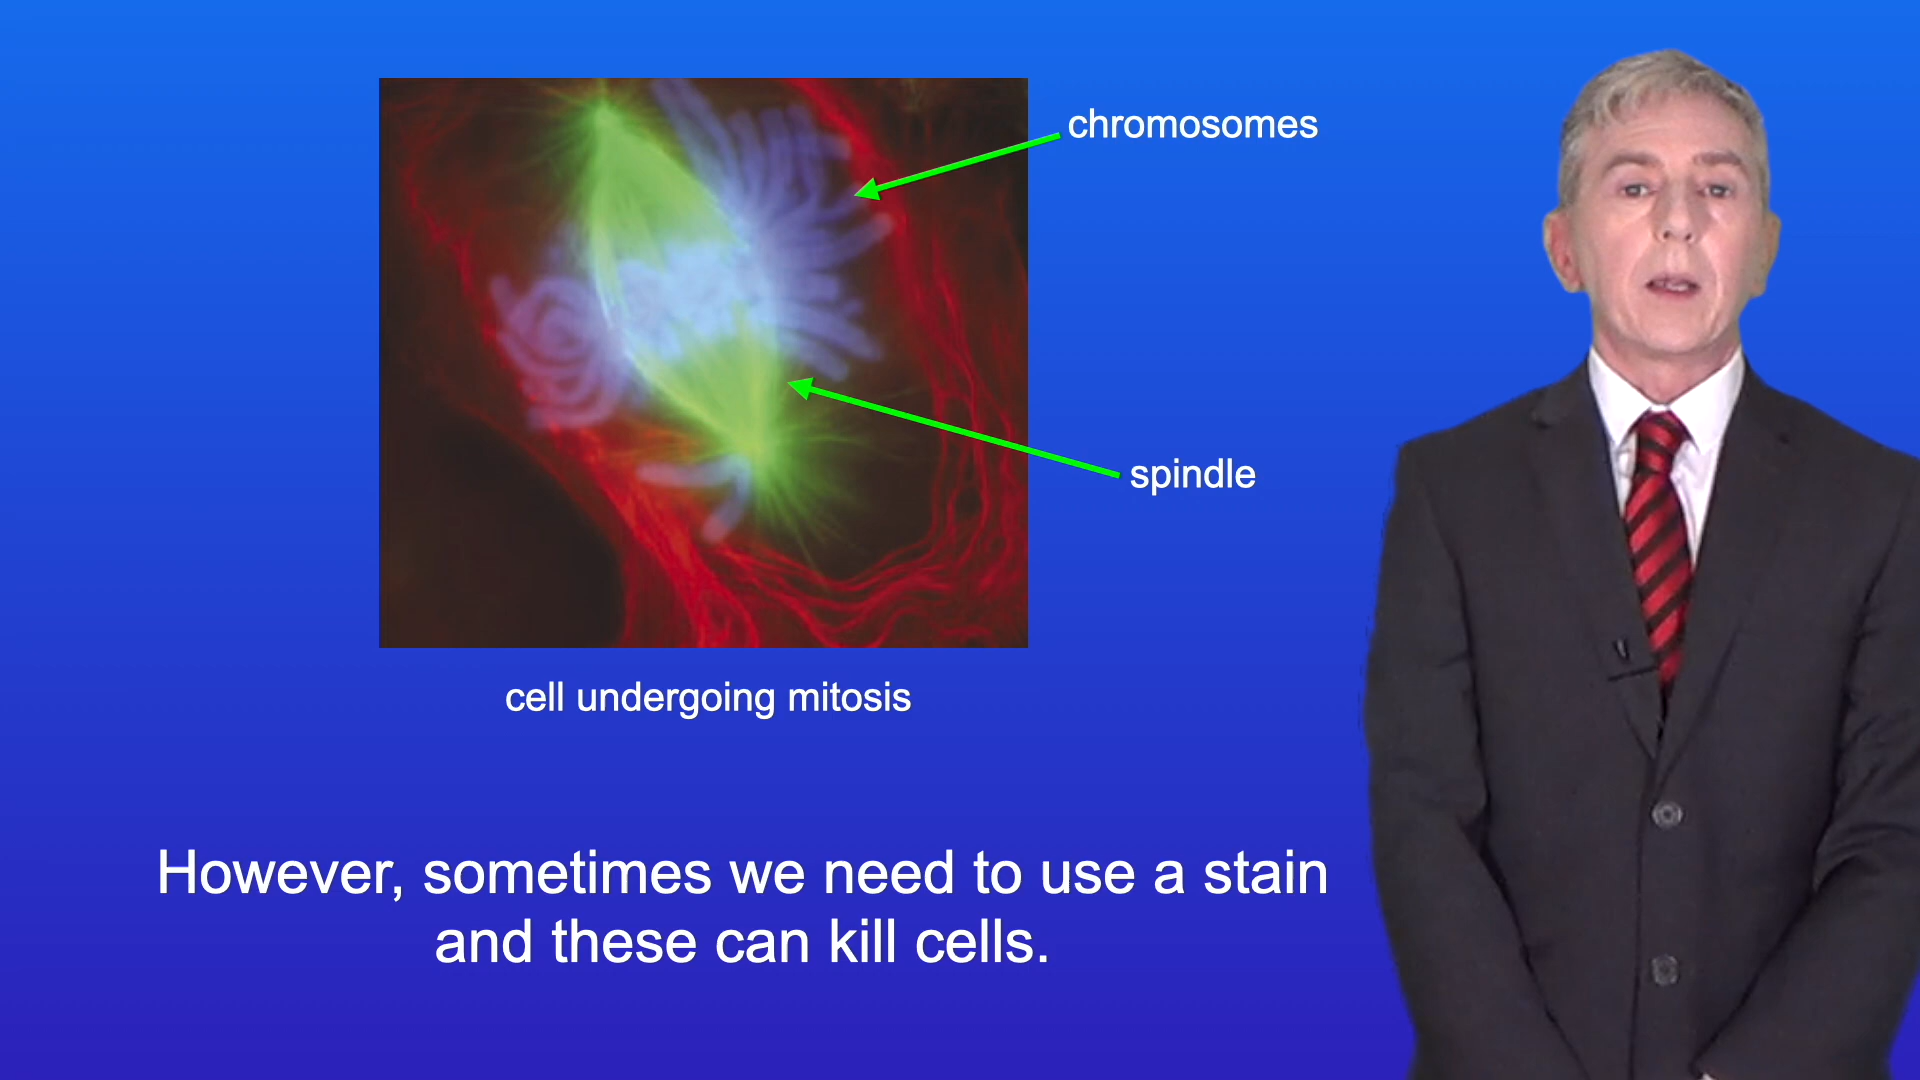 chromosomes
spindle
cell undergoing mitosis
However, sometimes we need to use a stain
and these can kill cells.